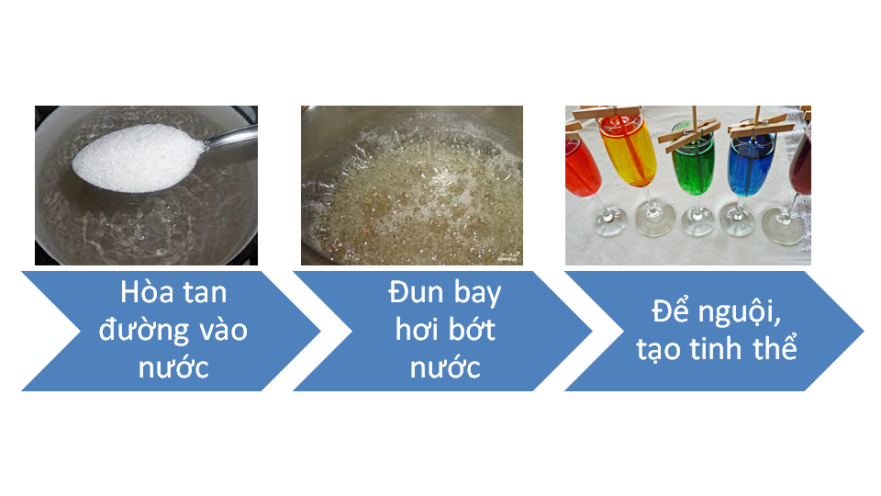 Hòa tan
đường vào
nước
Đun bay
hơi bớt
nước
Để nguội,
tạo tinh thể